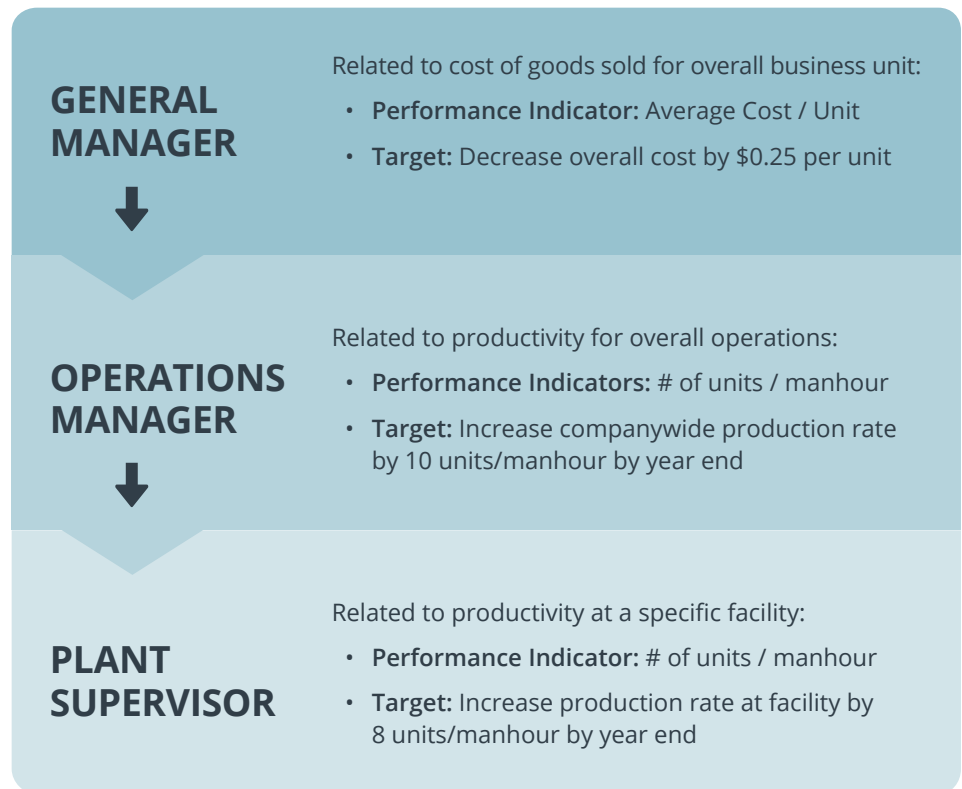 GENERAL
MANAGER
Related to cost of goods sold for overall business unit:
• Performance Indicator: Average Cost / Unit
• Target: Decrease overall cost by $0.25 per unit
OPERATIONS
MANAGER
Related to productivity for overall operations:
• Performance Indicators: # of units / manhour
• Target: Increase companywide production rate
by 10 units/manhour by year end
PLANT
SUPERVISOR
Related to productivity at a specific facility:
• Performance Indicator: # of units / manhour
• Target: Increase production rate at facility by
8 units/manhour by year end